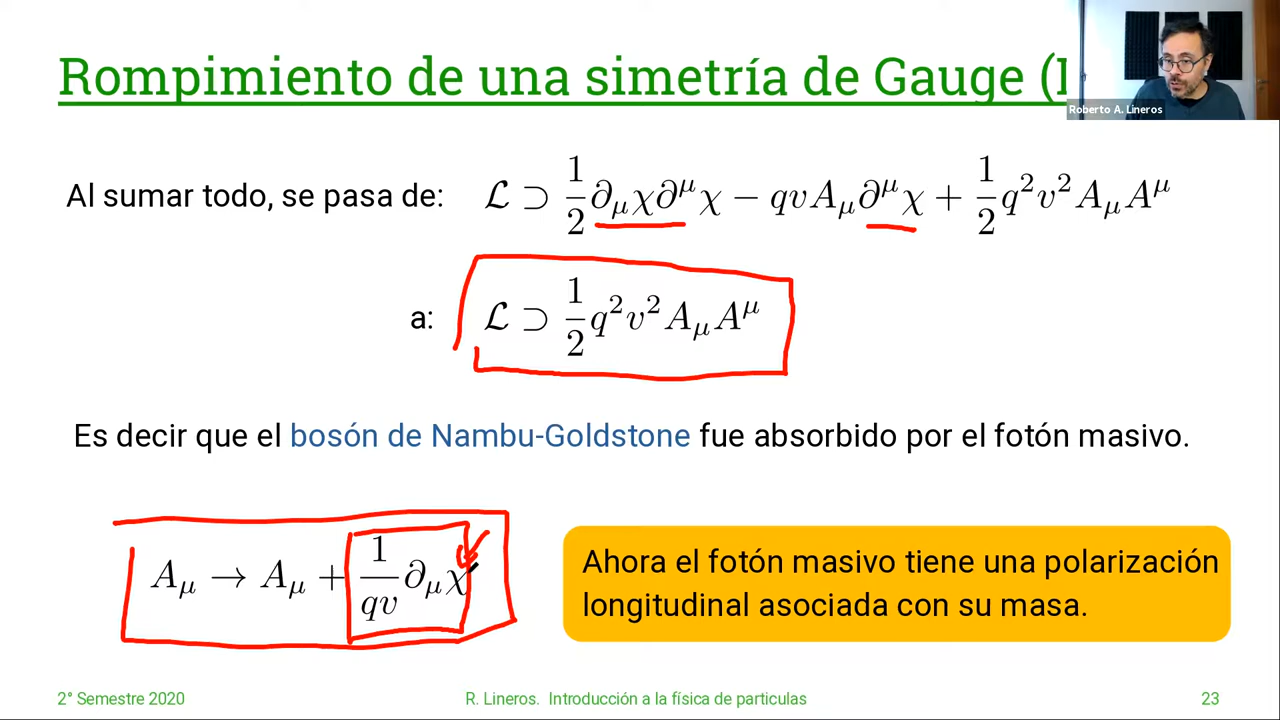 Rompimiento de una simetría de Gauge (
Roberto A. Lineros
Al sumar todo, se pasa de: ℒ ⊃ 1/2 ∂_μχ∂^μχ − qvA_μ∂^μχ + 1/2 q²v²A_μA^μ
a: ℒ ⊃ 1/2 q²v²A_μA^μ
Es decir que el bosón de Nambu-Goldstone fue absorbido por el fotón masivo.
A_μ → A_μ + 1/qv ∂_μχ
Ahora el fotón masivo tiene una polarización
longitudinal asociada con su masa.
2° Semestre 2020
R. Lineros. Introducción a la física de particulas
23